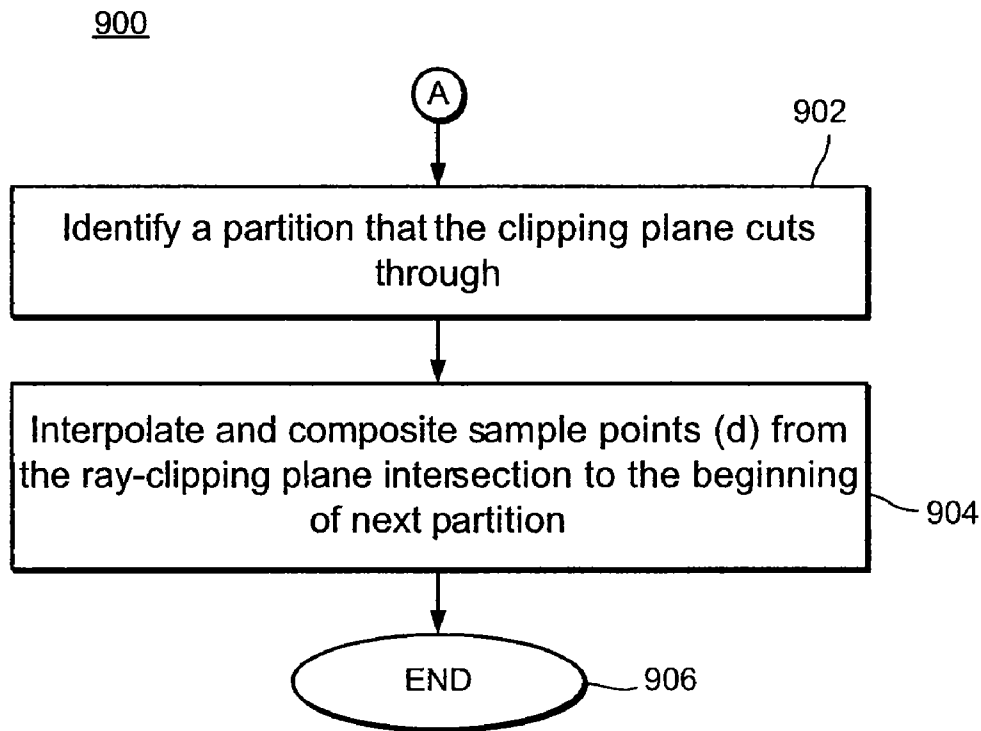 900
A
902
Identify a partition that the clipping plane cuts
through
Interpolate and composite sample points (d) from
the ray-clipping plane intersection to the beginning
of next partition
904
END
906